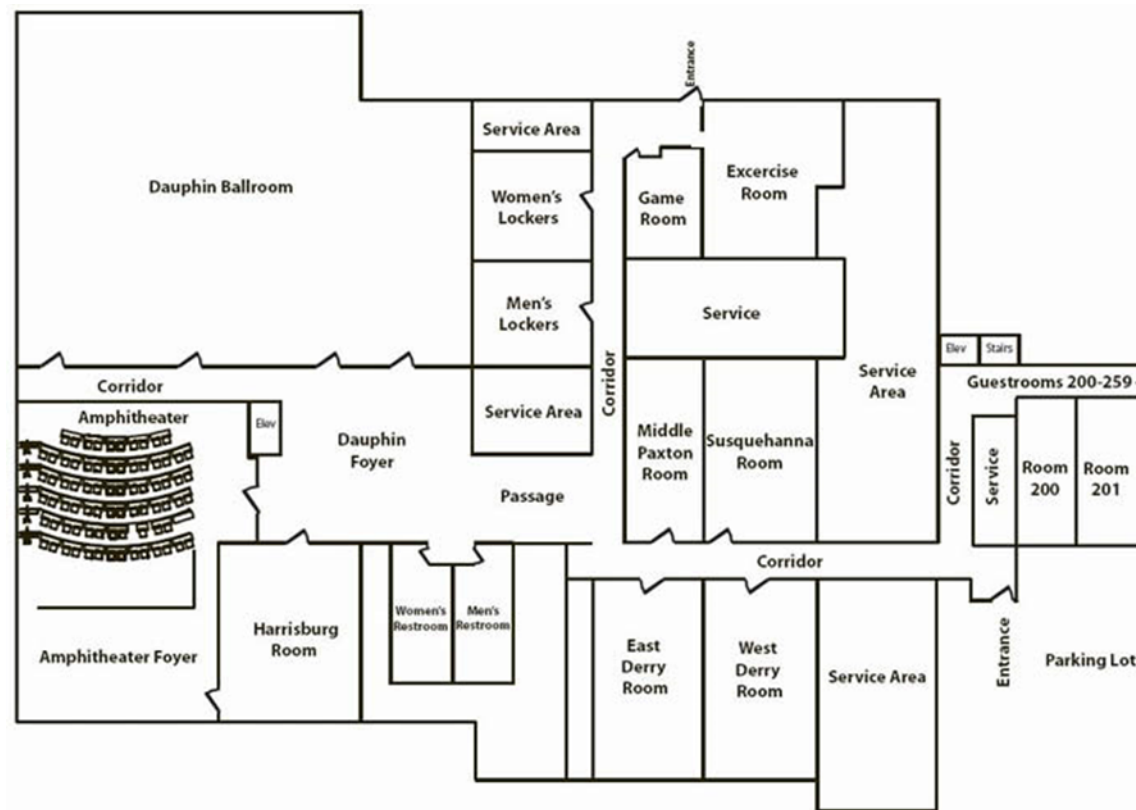 Entrance
Service Area
Dauphin Ballroom
Women's
Lockers
Game
Room
Excercise
Room
Men's
Lockers
Service
Corridor
Elev
Stairs
Guestrooms 200-259
Service
Area
Corridor
Amphitheater
Elev
Service Area
Dauphin
Foyer
Middle
Paxton
Room
Susquehanna
Room
Passage
Corridor
Service
Room
200
Room
201
Corridor
Women's
Restroom
Men's
Restroom
Harrisburg
Room
Amphitheater Foyer
East
Derry
Room
West
Derry
Room
Service Area
Entrance
Parking Lot